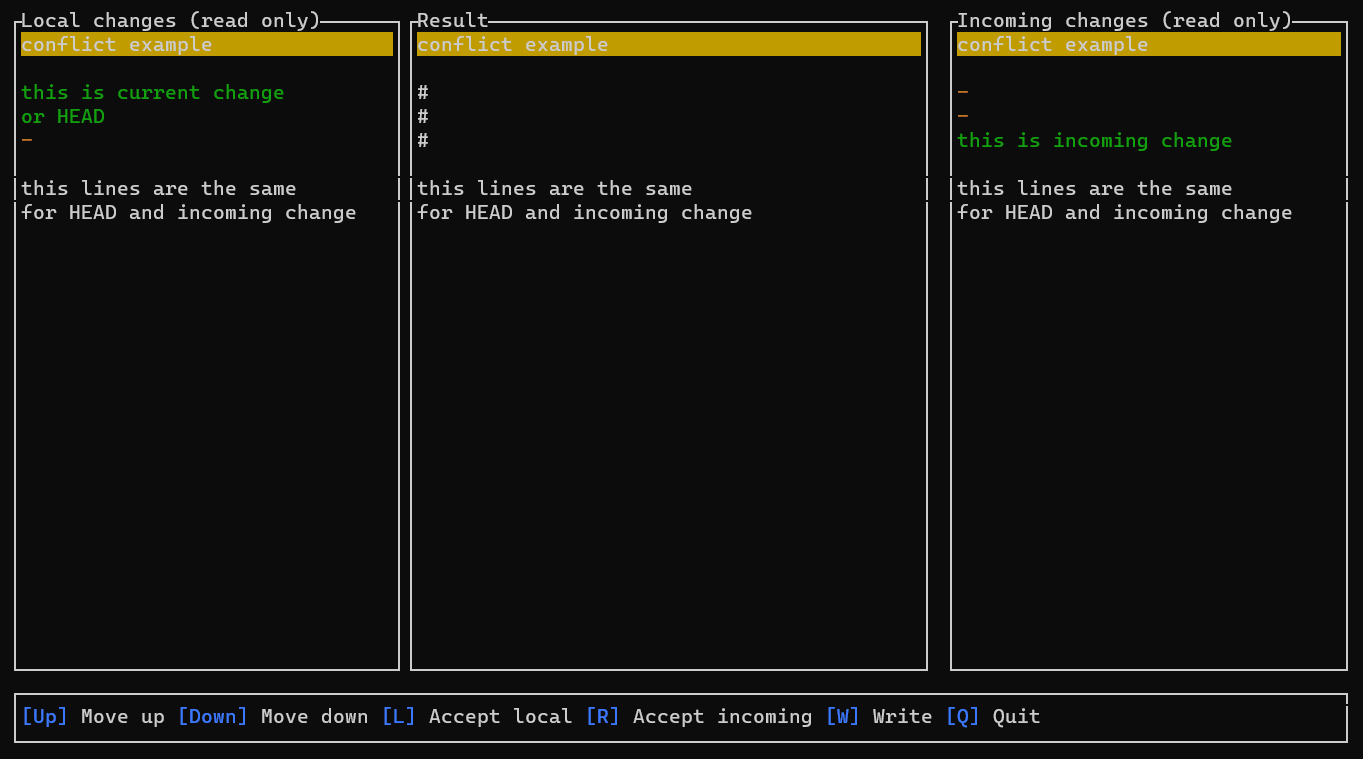 Local changes (read only)
conflict example
this is current change
or HEAD
-
this lines are the same
for HEAD and incoming change
Result
conflict example
#
#
#
this lines are the same
for HEAD and incoming change
Incoming changes (read only)
conflict example
-
-
this is incoming change
this lines are the same
for HEAD and incoming change
[Up] Move up [Down] Move down [L] Accept local [R] Accept incoming [W] Write [Q] Quit